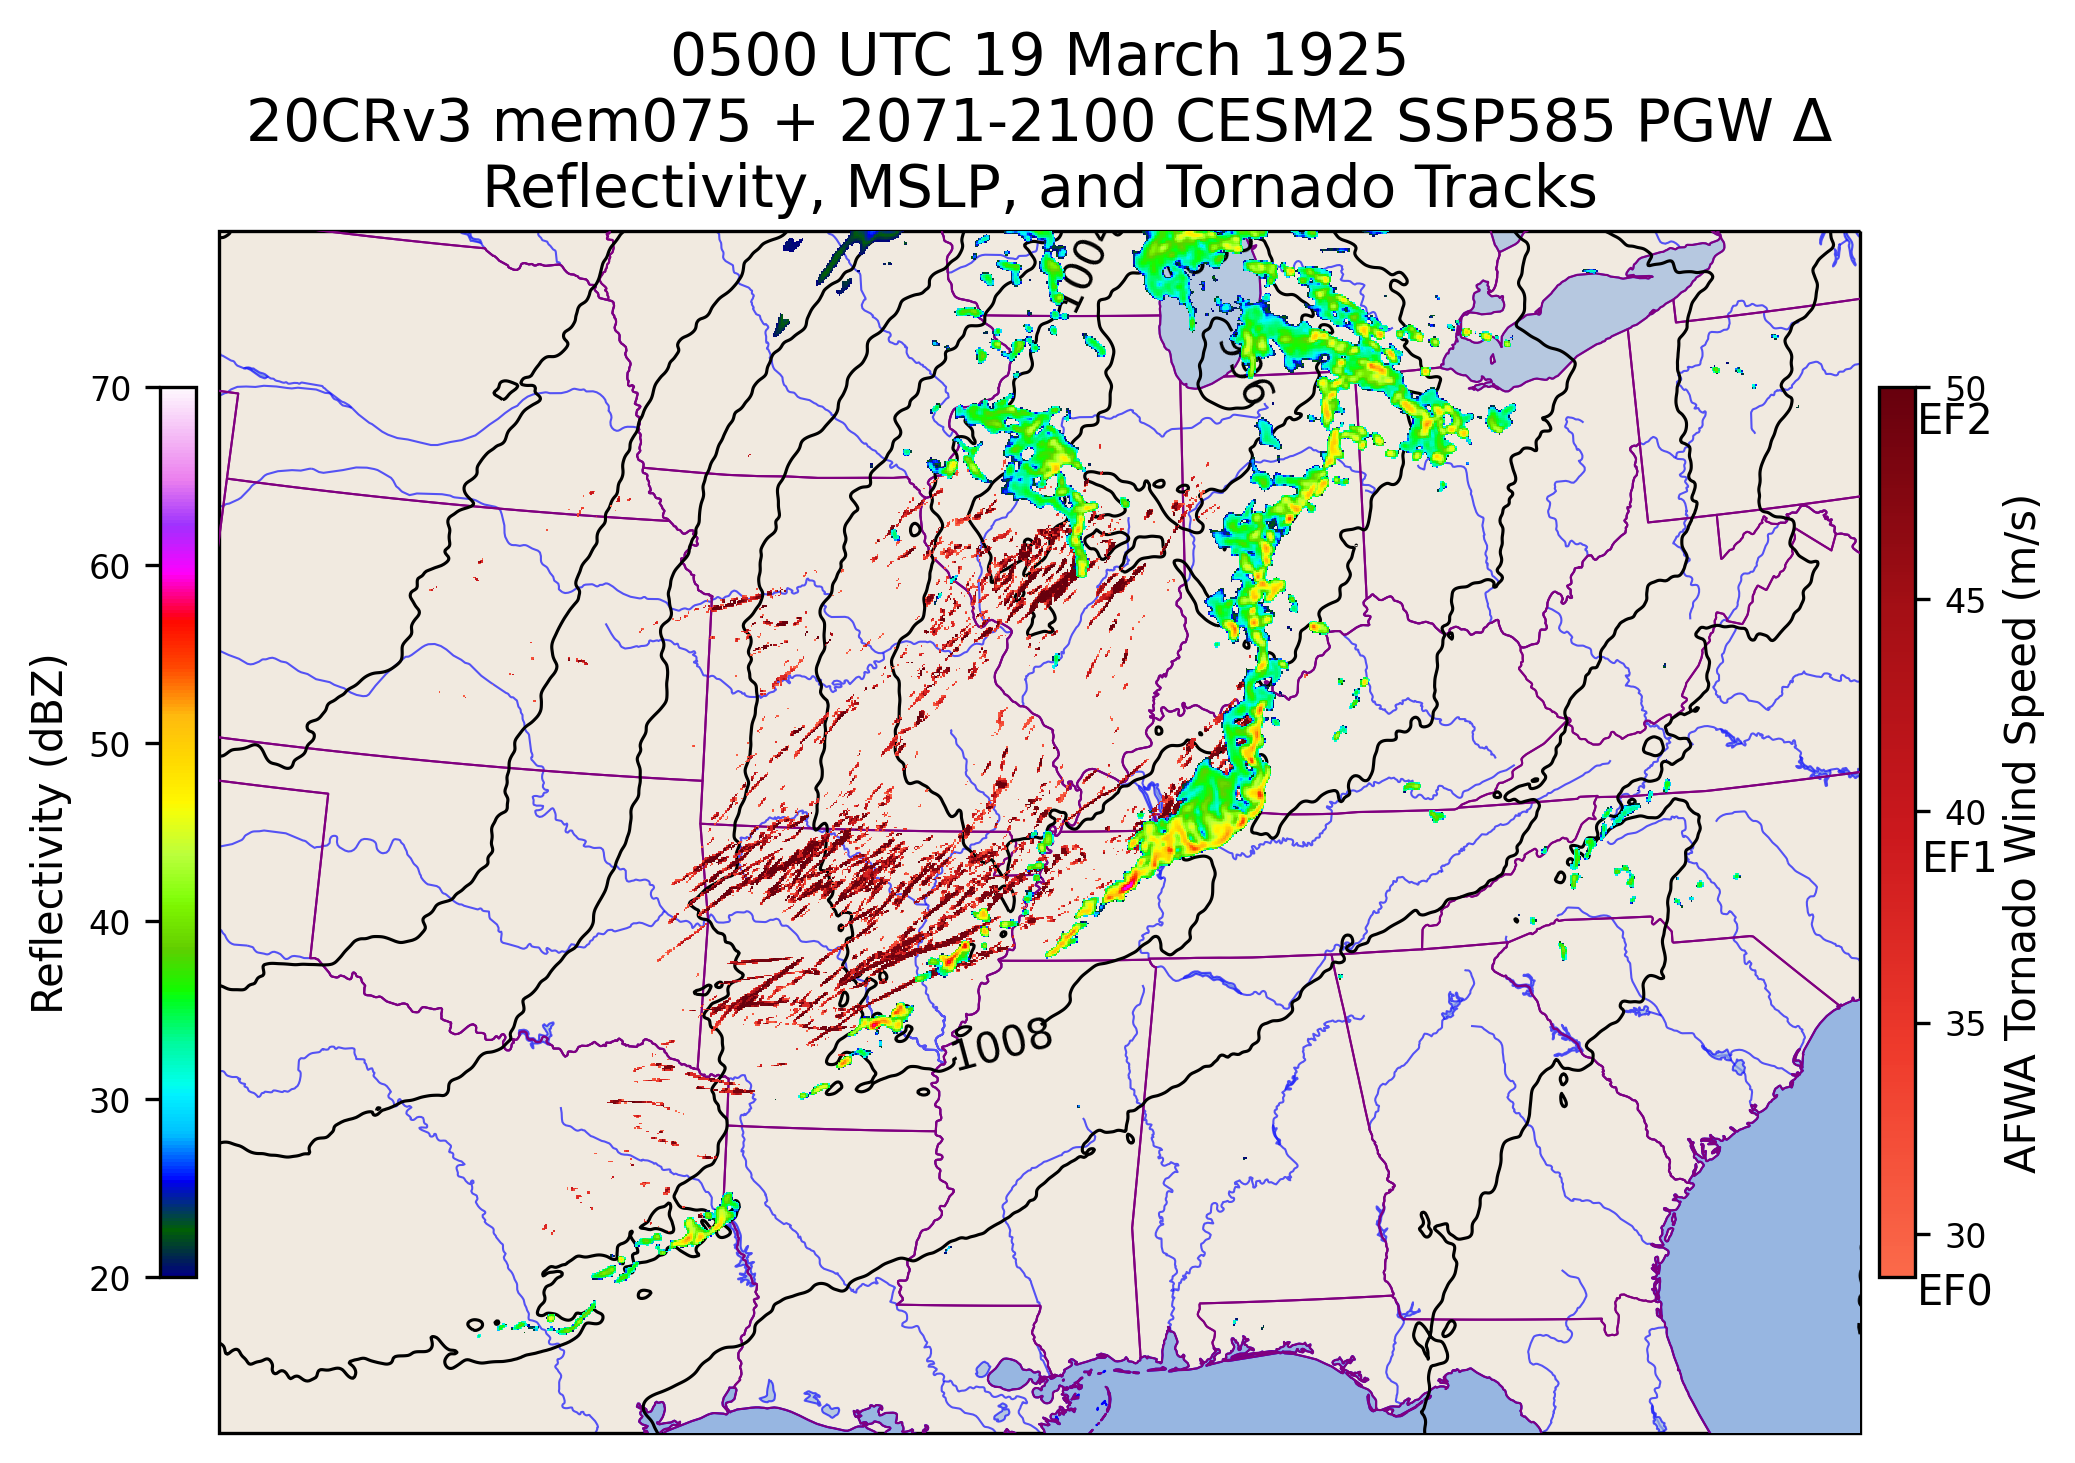 0500 UTC 19 March 1925
20CRv3 mem075 + 2071-2100 CESM2 SSP585 PGW Δ
Reflectivity, MSLP, and Tornado Tracks
Reflectivity (dBZ)
70
60
50
40
30
20
1008
50
EF2
45
40
EF1
35
30
EF0
AFWA Tornado Wind Speed (m/s)